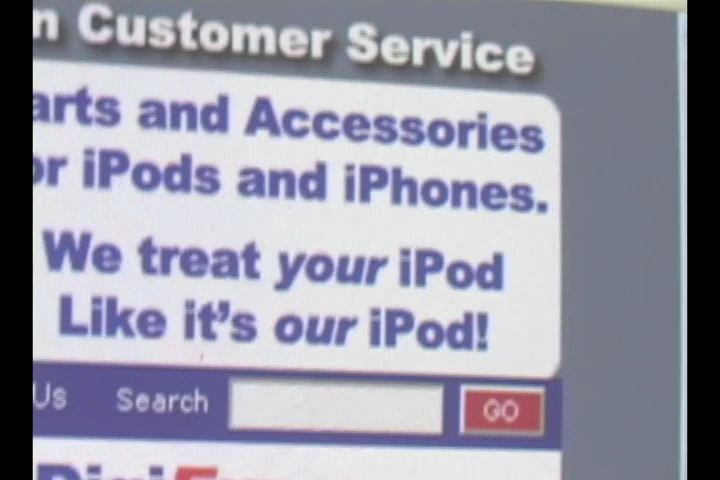 n Customer Service
arts and Accessories
or iPods and iPhones.
We treat your iPod
Like it's our iPod!
Us Search GO